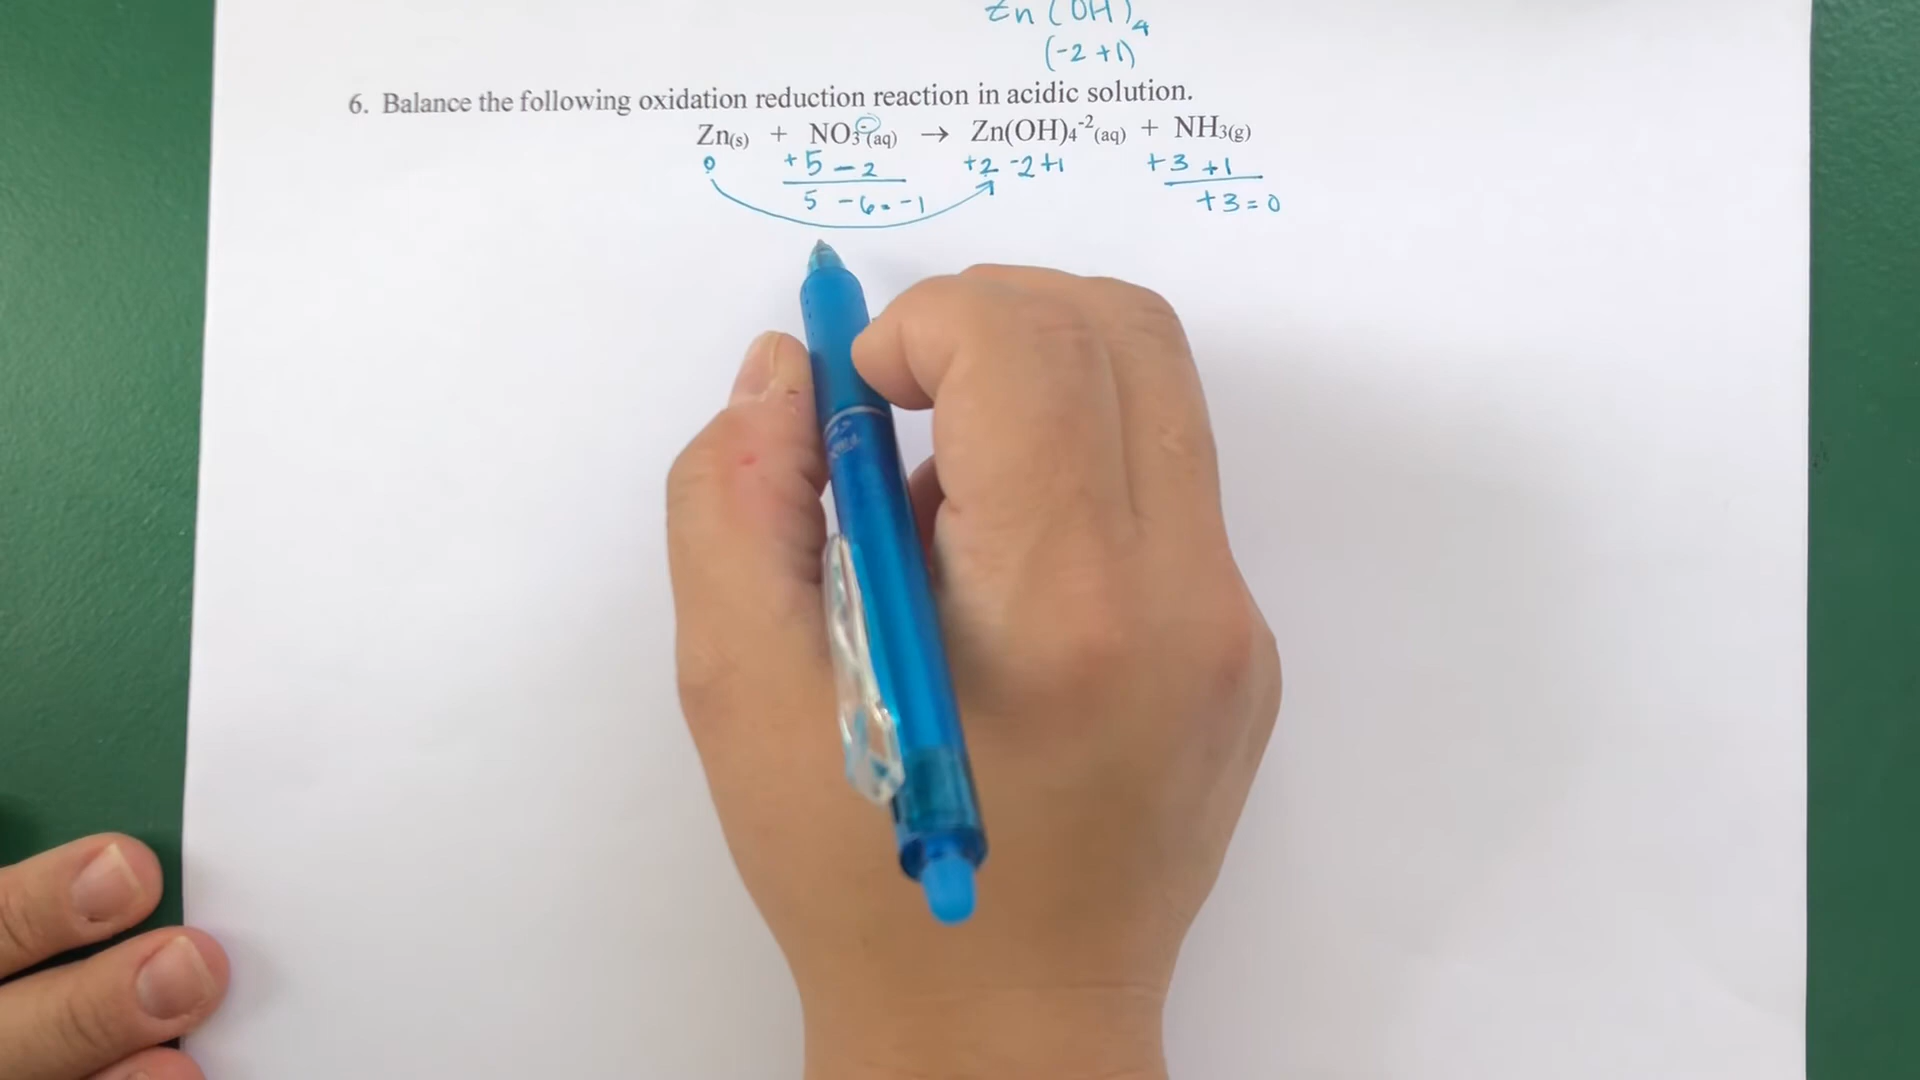 Zn(OH)4
(-2+1)
6. Balance the following oxidation reduction reaction in acidic solution.
Zn(s) + NO3-(aq) → Zn(OH)4-2(aq) + NH3(g)
0 +5 -2 +2 -2+1 +3 +1
5 -6=-1 +3=0